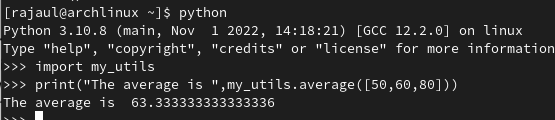 [rajaul@archlinux ~]$ python
Python 3.10.8 (main, Nov  1 2022, 14:18:21) [GCC 12.2.0] on linux
Type "help", "copyright", "credits" or "license" for more information
>>> import my_utils
>>> print("The average is ",my_utils.average([50,60,80]))
The average is  63.333333333333336
>>>